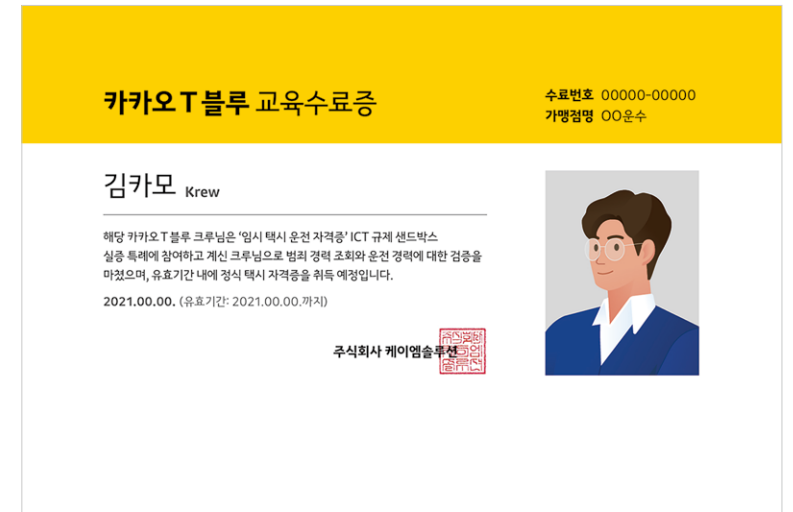 카카오 T 블루 교육수료증
수료번호 00000-00000
가맹점명 OO운수
김카모 Krew
해당 카카오 T 블루 크루님은 ‘임시 택시 운전 자격증’ ICT 규제 샌드박스
실증 특례에 참여하고 계신 크루님으로 범죄 경력 조회와 운전 경력에 대한 검증을
마쳤으며, 유효기간 내에 정식 택시 자격증을 취득 예정입니다.
2021.00.00. (유효기간: 2021.00.00.까지)
주식회사 케이엠솔루션